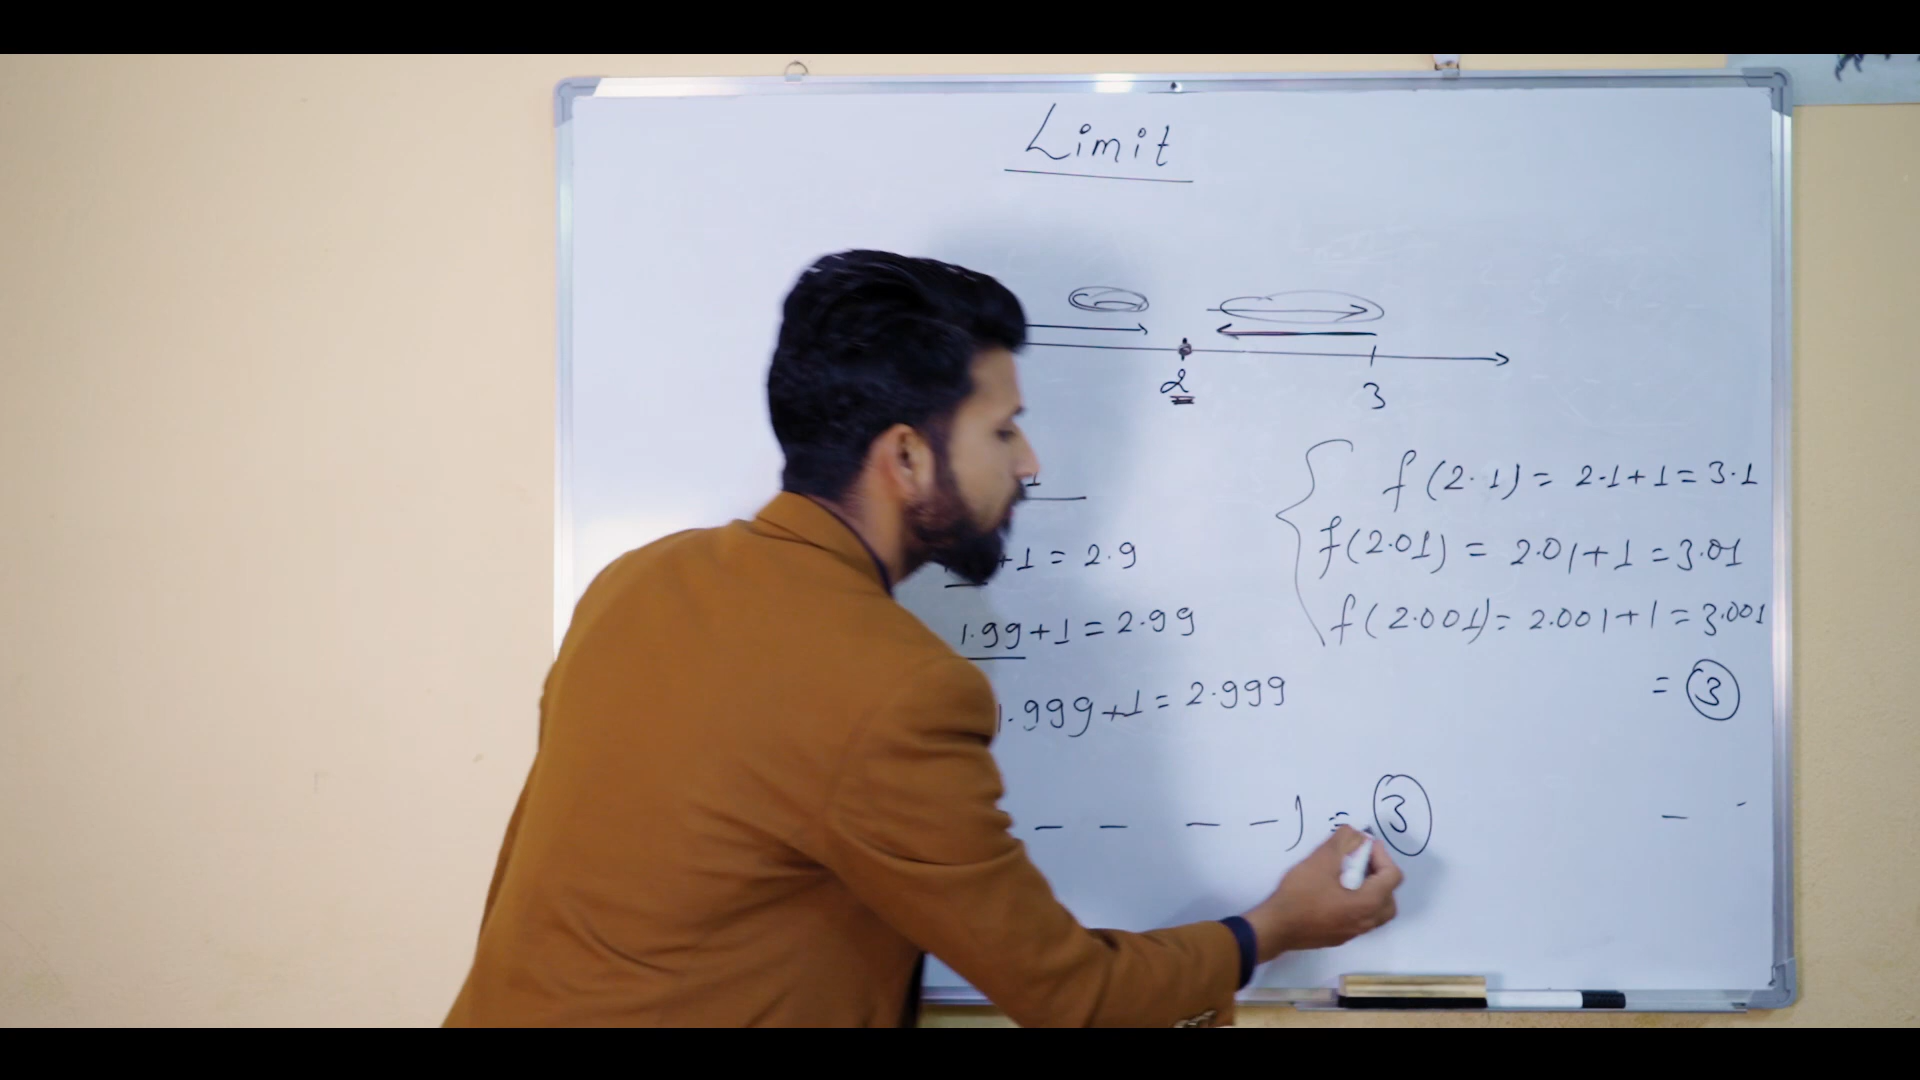 Limit
2 3
1
+1 = 2.9
1.99+1 = 2.99
1.999+1 = 2.999
- - - -) = 3
f(2.1) = 2.1+1 = 3.1
f(2.01) = 2.01+1 = 3.01
f(2.001) = 2.001+1 = 3.001
= 3